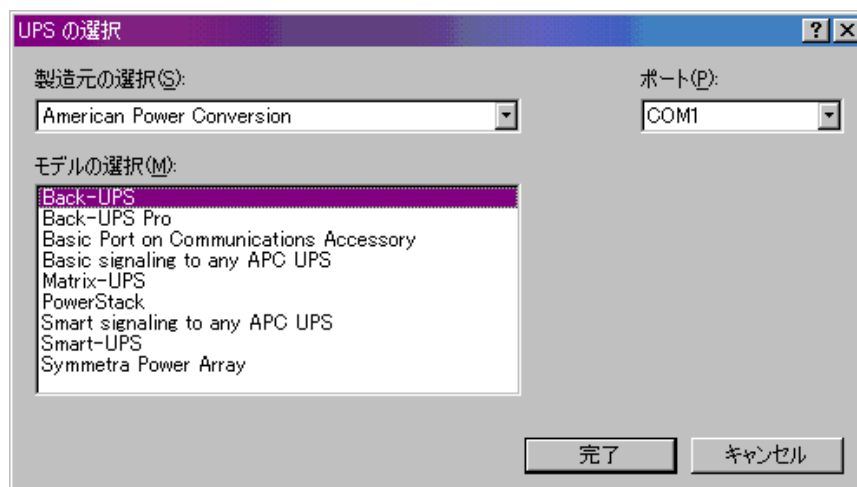 UPS の選択
製造元の選択(S):
American Power Conversion
ポート(P):
COM1
モデルの選択(M):
Back-UPS
Back-UPS Pro
Basic Port on Communications Accessory
Basic signaling to any APC UPS
Matrix-UPS
PowerStack
Smart signaling to any APC UPS
Smart-UPS
Symmetra Power Array
完了
キャンセル